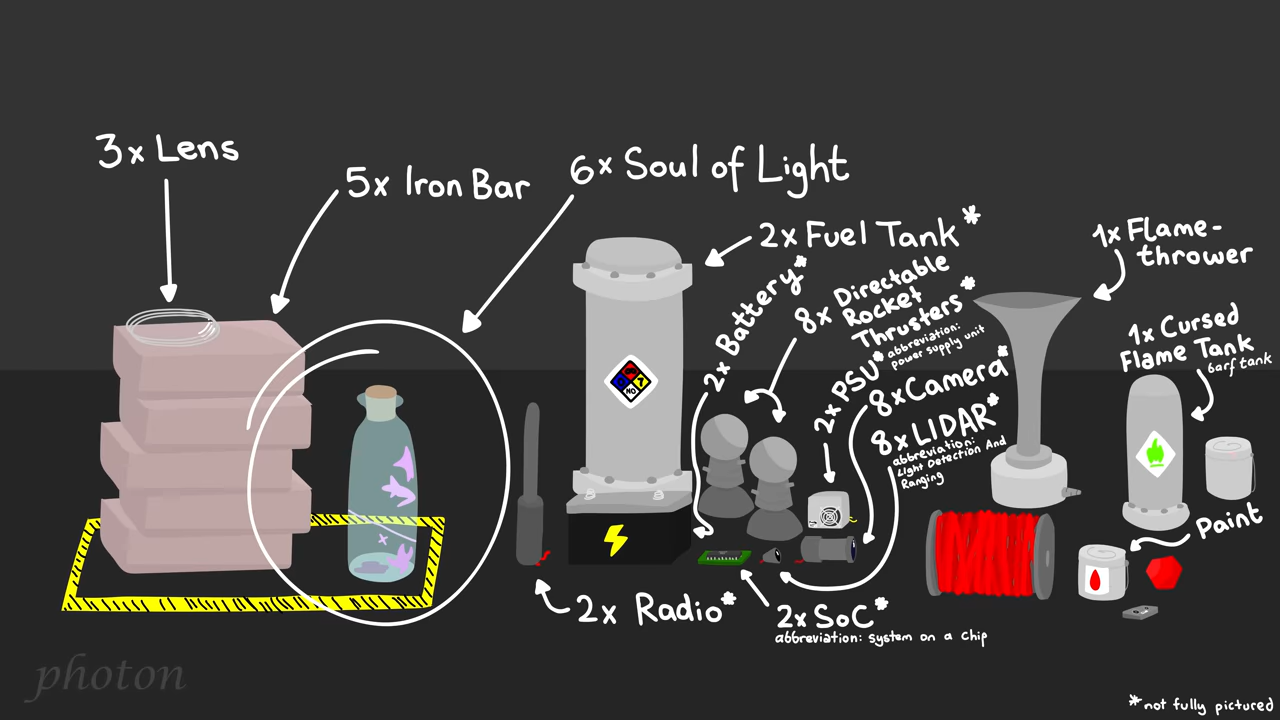 3x Lens
5x Iron Bar
6x Soul of Light
2x Fuel Tank*
2x Battery*
8x Directable
Rocket
Thrusters*
2x PSU*
abbreviation:
power supply unit
8x Camera*
8x LIDAR*
abbreviation:
Light Detection And
Ranging
1x Flame-
thrower
1x Cursed
Flame Tank
barf tank
Paint
2x Radio*
2x SoC*
abbreviation: system on a chip
photon
*not fully pictured